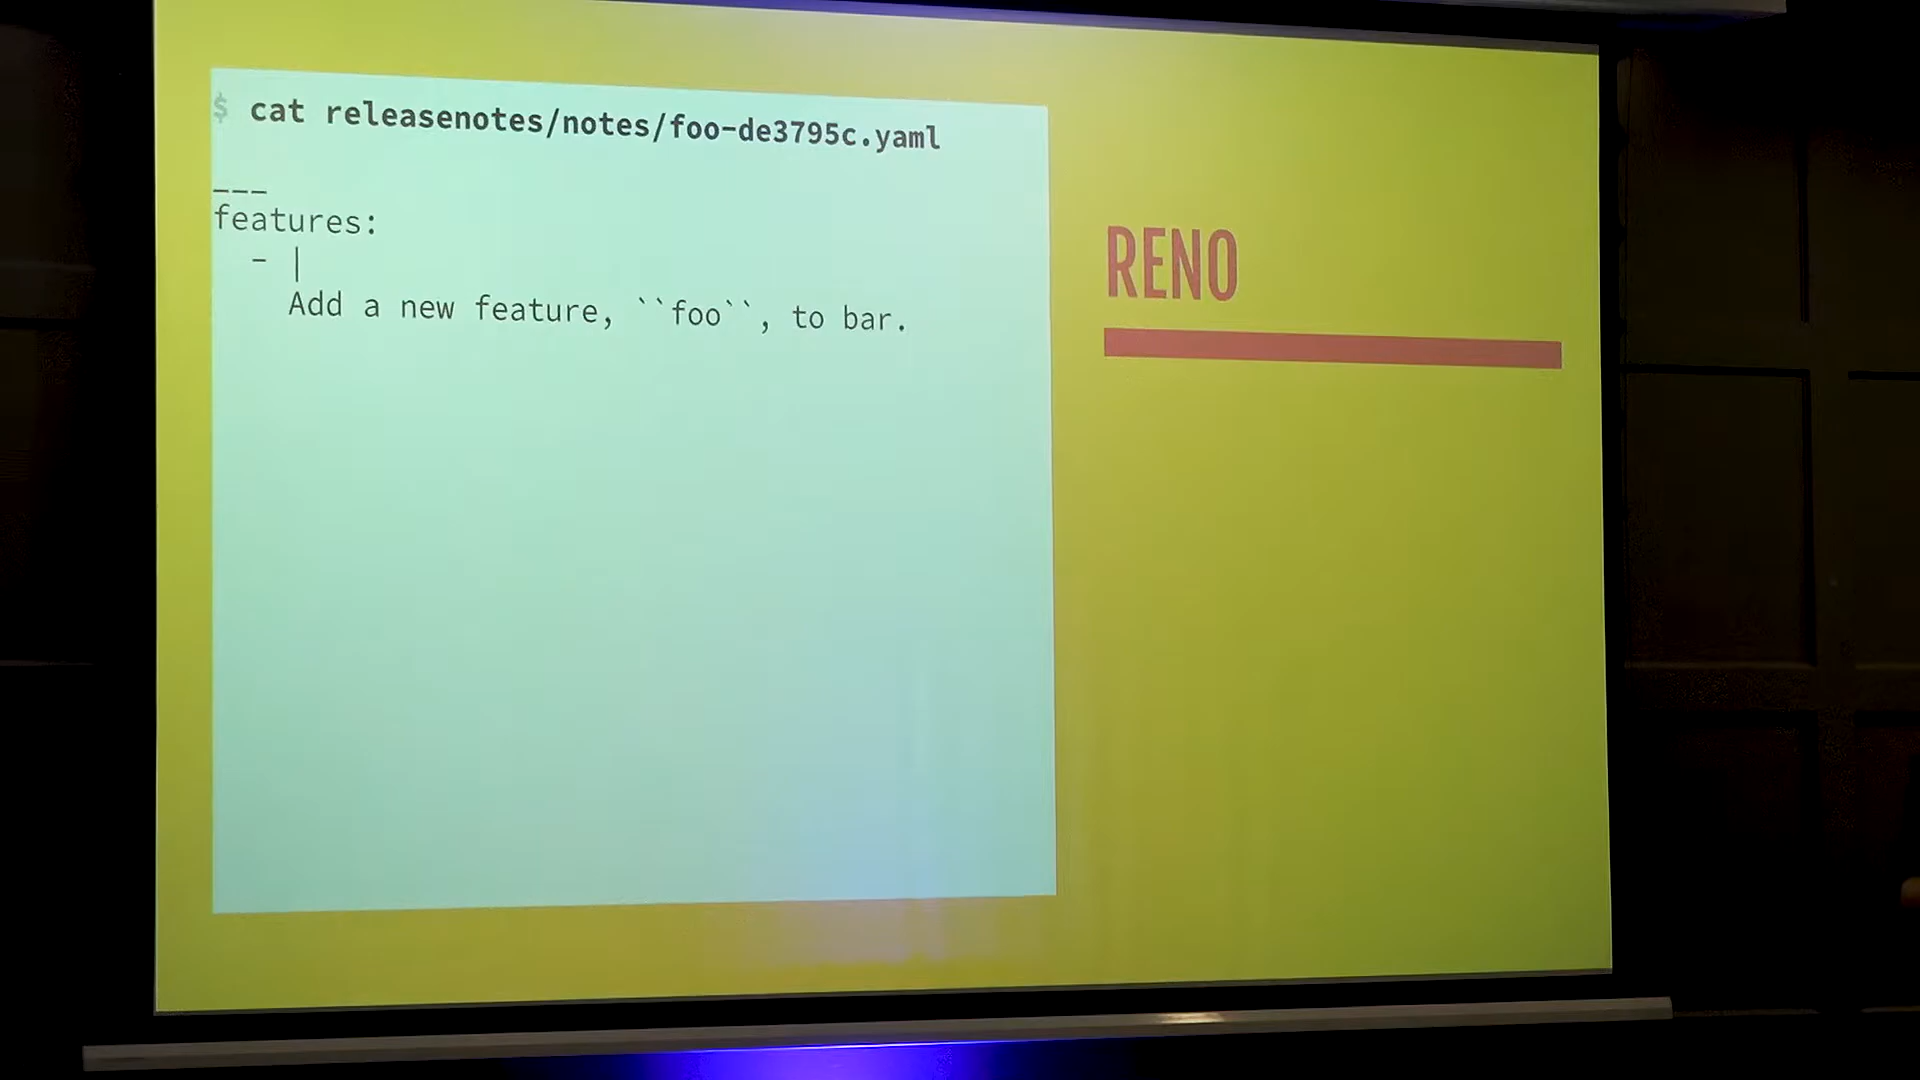 $ cat releasenotes/notes/foo-de3795c.yaml
---
features:
  - |
    Add a new feature, ``foo``, to bar.
RENO